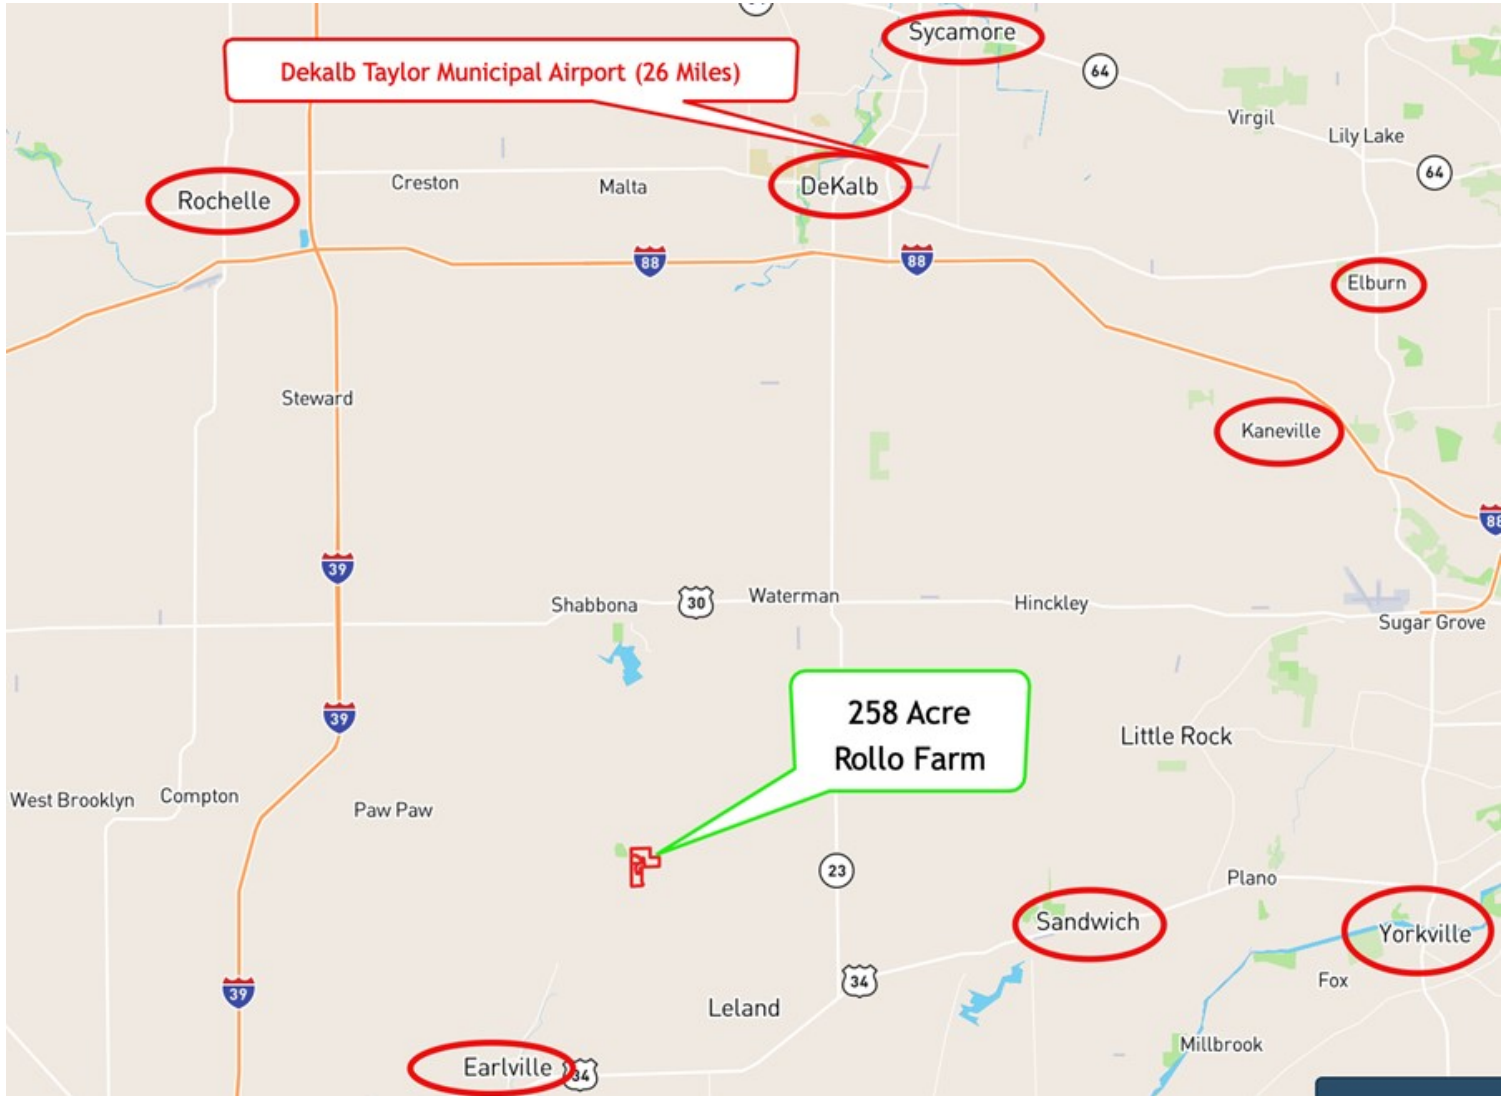 Sycamore
Dekalb Taylor Municipal Airport (26 Miles)
64
Virgil
Lily Lake
64
Creston
Malta
DeKalb
Rochelle
88
88
Elburn
Steward
Kaneville
88
39
Shabbona
30
Waterman
Hinckley
Sugar Grove
258 Acre
Rollo Farm
39
Little Rock
West Brooklyn
Compton
Paw Paw
23
Plano
Sandwich
Yorkville
34
Fox
39
Leland
Millbrook
Earlville
34